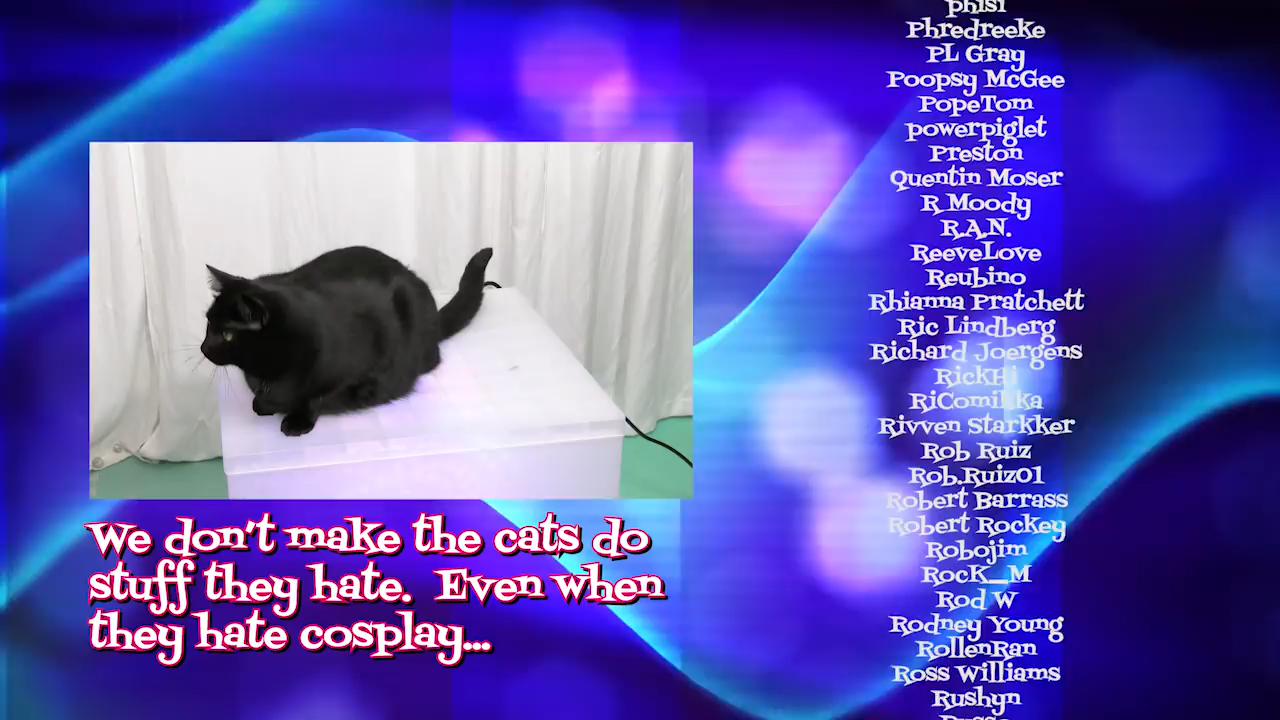 We don't make the cats do
stuff they hate. Even when
they hate cosplay...
phisi
Phredreeke
PL Gray
Poopsy McGee
PopeTom
powerpiglet
Preston
Quentin Moser
R Moody
R.A.N.
ReeveLove
Reubino
Rhianna Pratchett
Ric Lindberg
Richard Joergens
RickHi
RiComikka
Rivven Starkker
Rob Ruiz
Rob.Ruiz01
Robert Barrass
Robert Rockey
Robojim
Rock_M
Rod W
Rodney Young
RollenRan
Ross Williams
Rushyn